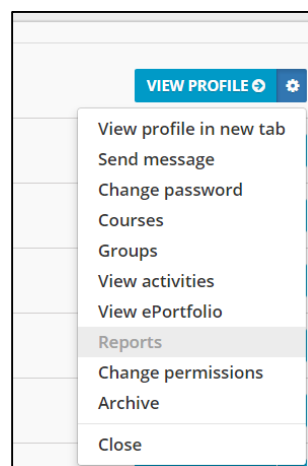 VIEW PROFILE
View profile in new tab
Send message
Change password
Courses
Groups
View activities
View ePortfolio
Reports
Change permissions
Archive
Close